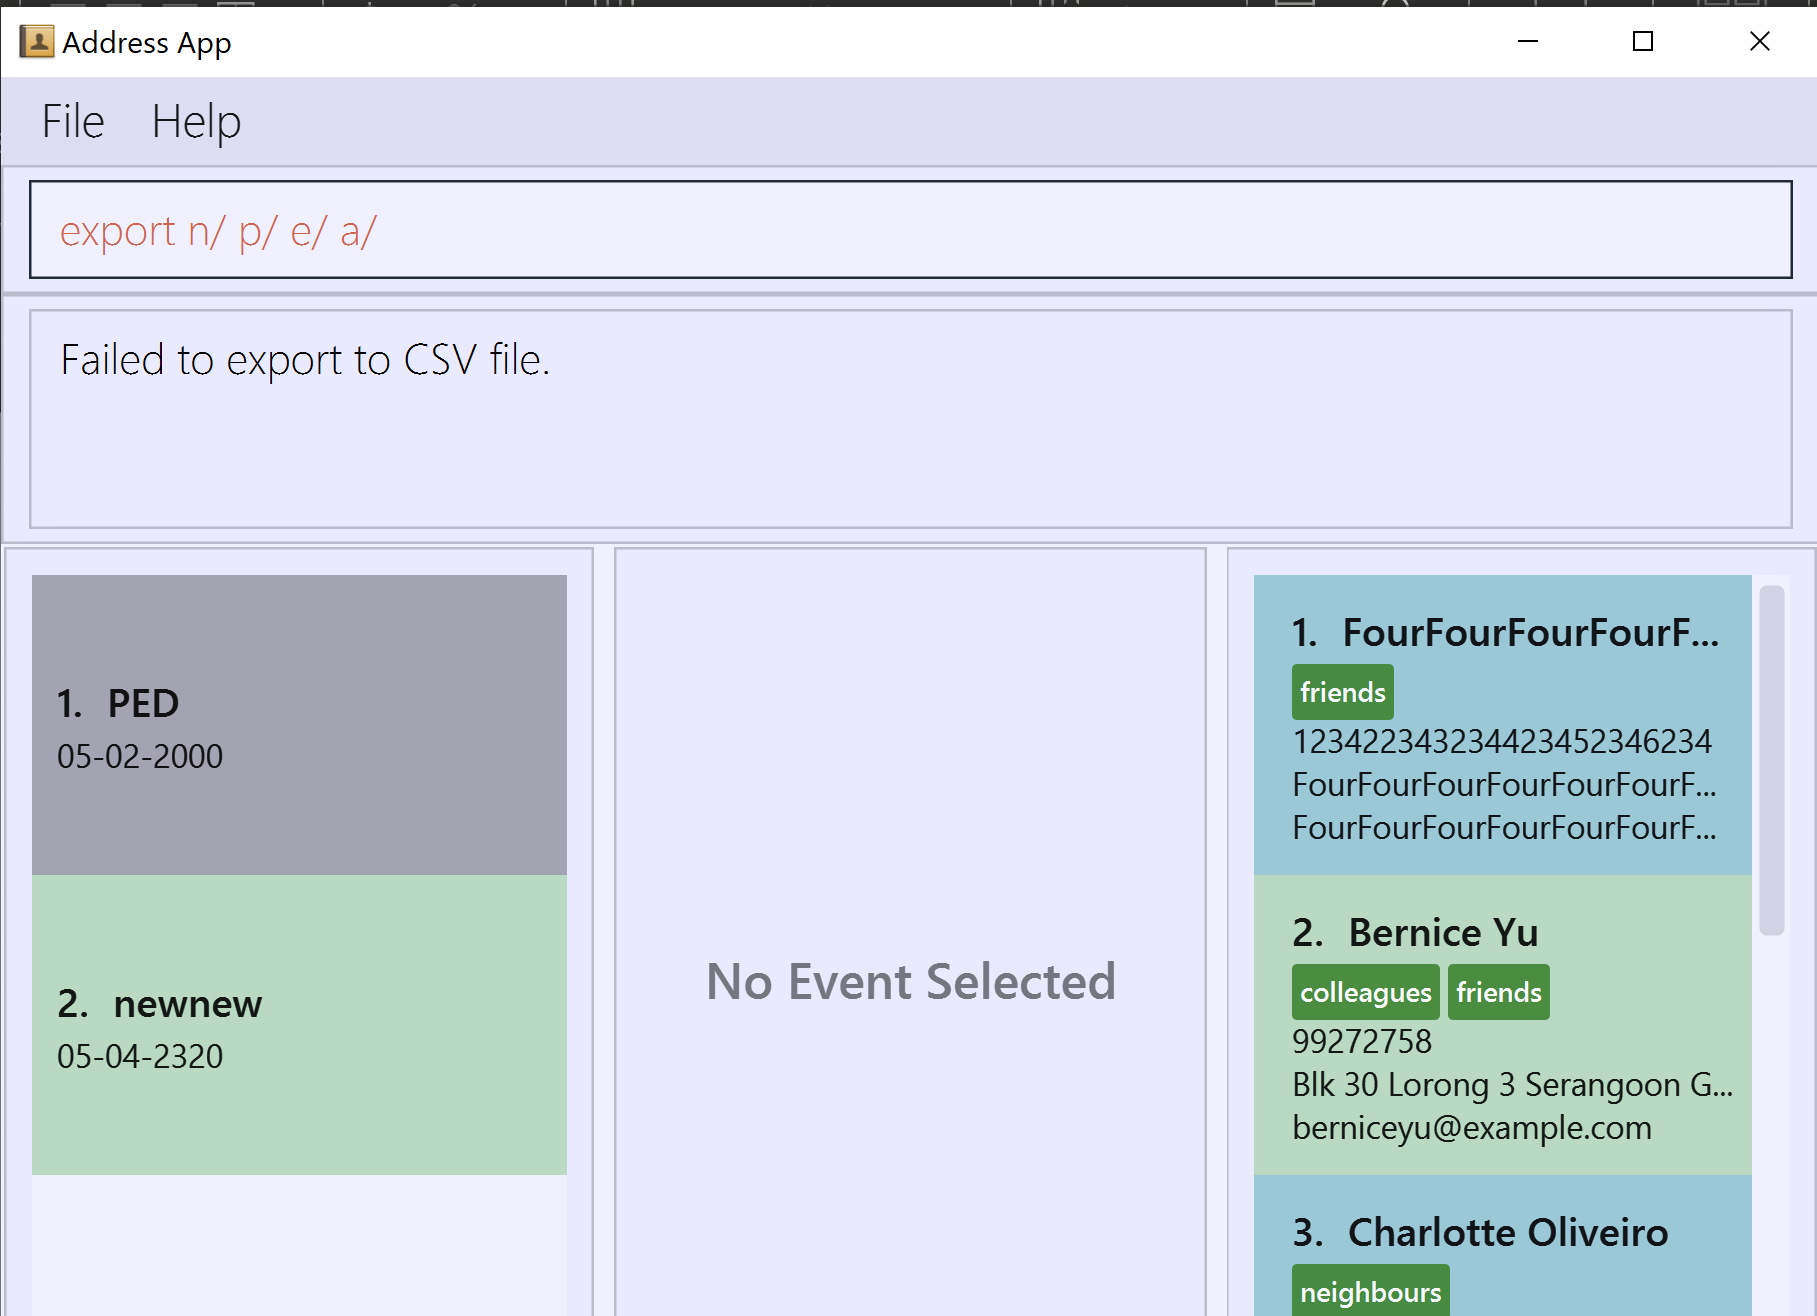 Address App
File Help
export n/ p/ e/ a/
Failed to export to CSV file.
1. PED
05-02-2000
2. newnew
05-04-2320
No Event Selected
1. FourFourFourFourF...
friends
1234223432344234523462​34
FourFourFourFourFourFourF...
FourFourFourFourFourFourF...
2. Bernice Yu
colleagues friends
99272758
Blk 30 Lorong 3 Serangoon G...
berniceyu@example.com
3. Charlotte Oliveiro
neighbours